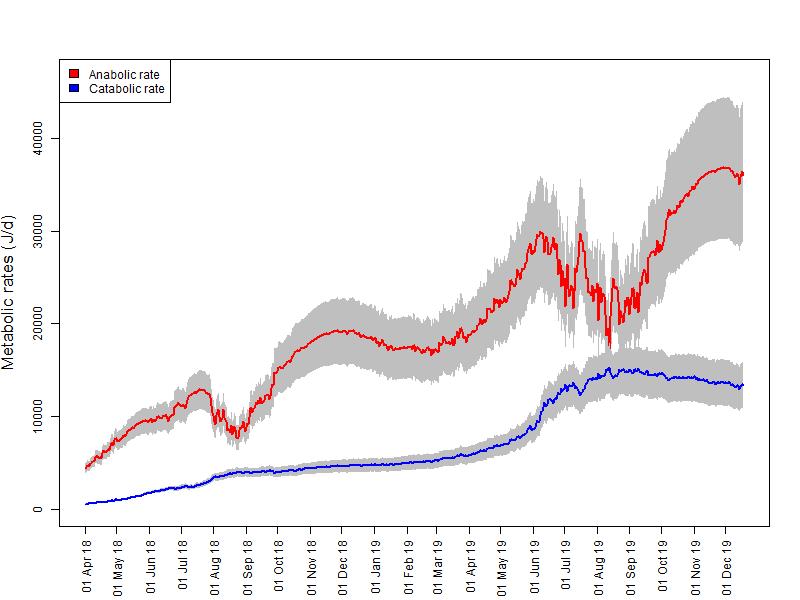 Anabolic rate
Catabolic rate
Metabolic rates (J/d)
40000
30000
20000
10000
0
01 Apr 18
01 May 18
01 Jun 18
01 Jul 18
01 Aug 18
01 Sep 18
01 Oct 18
01 Nov 18
01 Dec 18
01 Jan 19
01 Feb 19
01 Mar 19
01 Apr 19
01 May 19
01 Jun 19
01 Jul 19
01 Aug 19
01 Sep 19
01 Oct 19
01 Nov 19
01 Dec 19